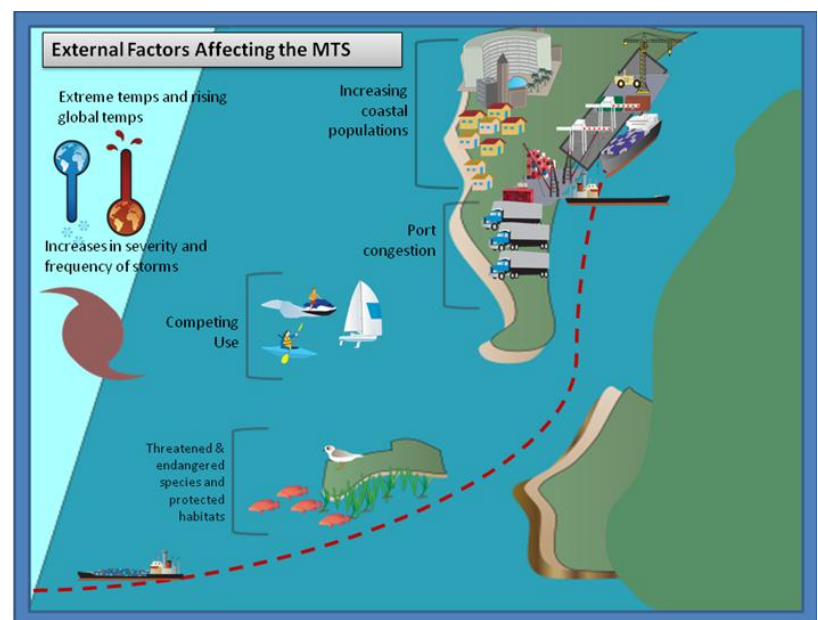 External Factors Affecting the MTS
Extreme temps and rising
global temps
Increases in severity and
frequency of storms
Increasing
coastal
populations
Port
congestion
Competing
Use
Threatened &
endangered
species and
protected
habitats